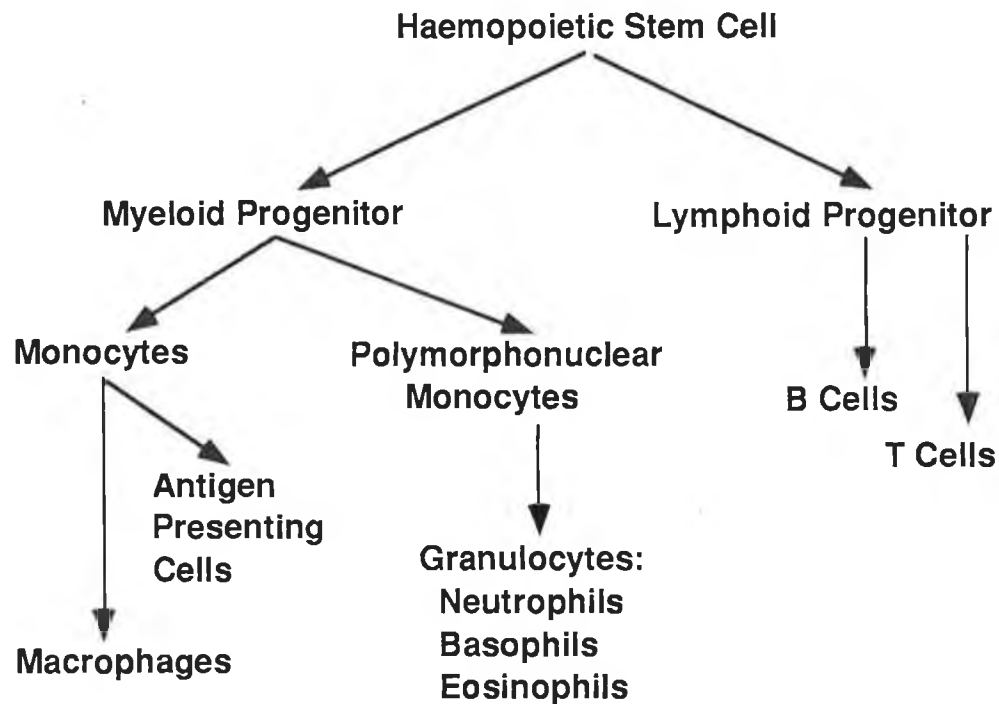 Haemopoietic Stem Cell
Myeloid Progenitor
Lymphoid Progenitor
Monocytes
Polymorphonuclear
Monocytes
B Cells
T Cells
Antigen
Presenting
Cells
Granulocytes:
Neutrophils
Basophils
Eosinophils
Macrophages